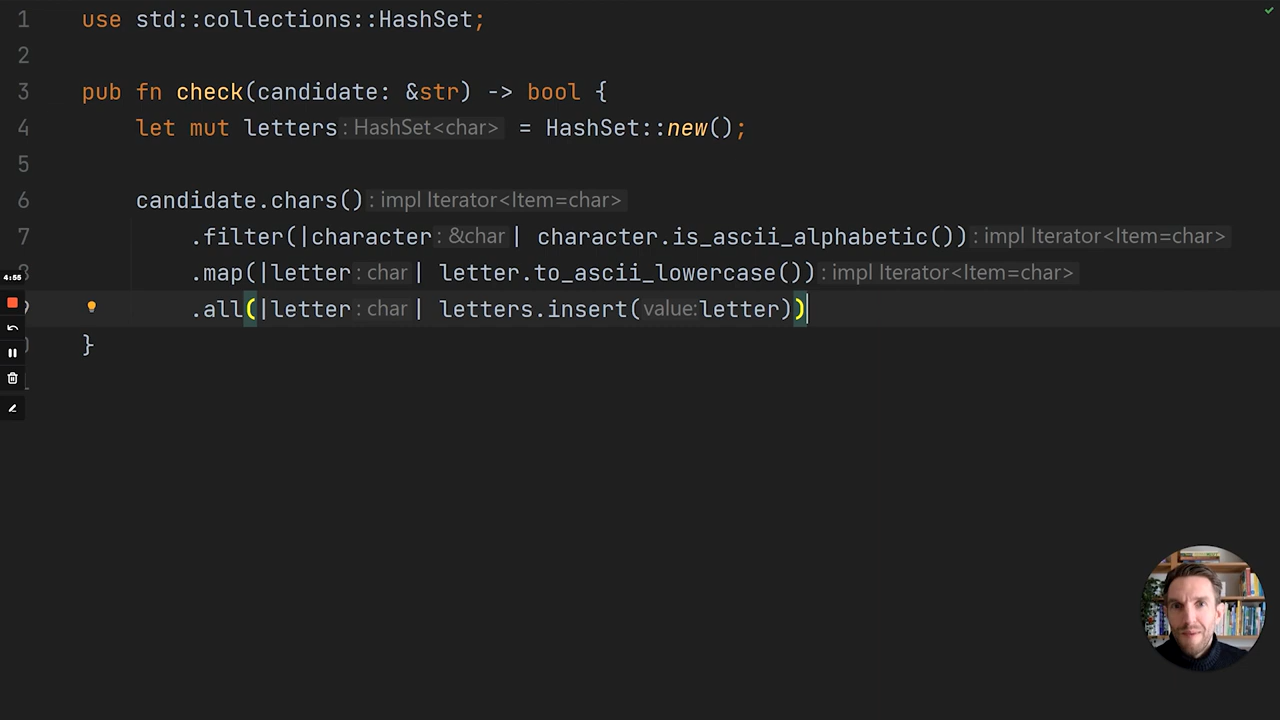 1 use std::collections::HashSet;
2
3 pub fn check(candidate: &str) -> bool {
4 let mut letters: HashSet<char> = HashSet::new();
5
6 candidate.chars(): impl Iterator<Item=char>
7 .filter(|character: &char| character.is_ascii_alphabetic()): impl Iterator<Item=char>
4:55
.map(|letter: char| letter.to_ascii_lowercase()): impl Iterator<Item=char>
.all(|letter: char| letters.insert(value: letter))
}